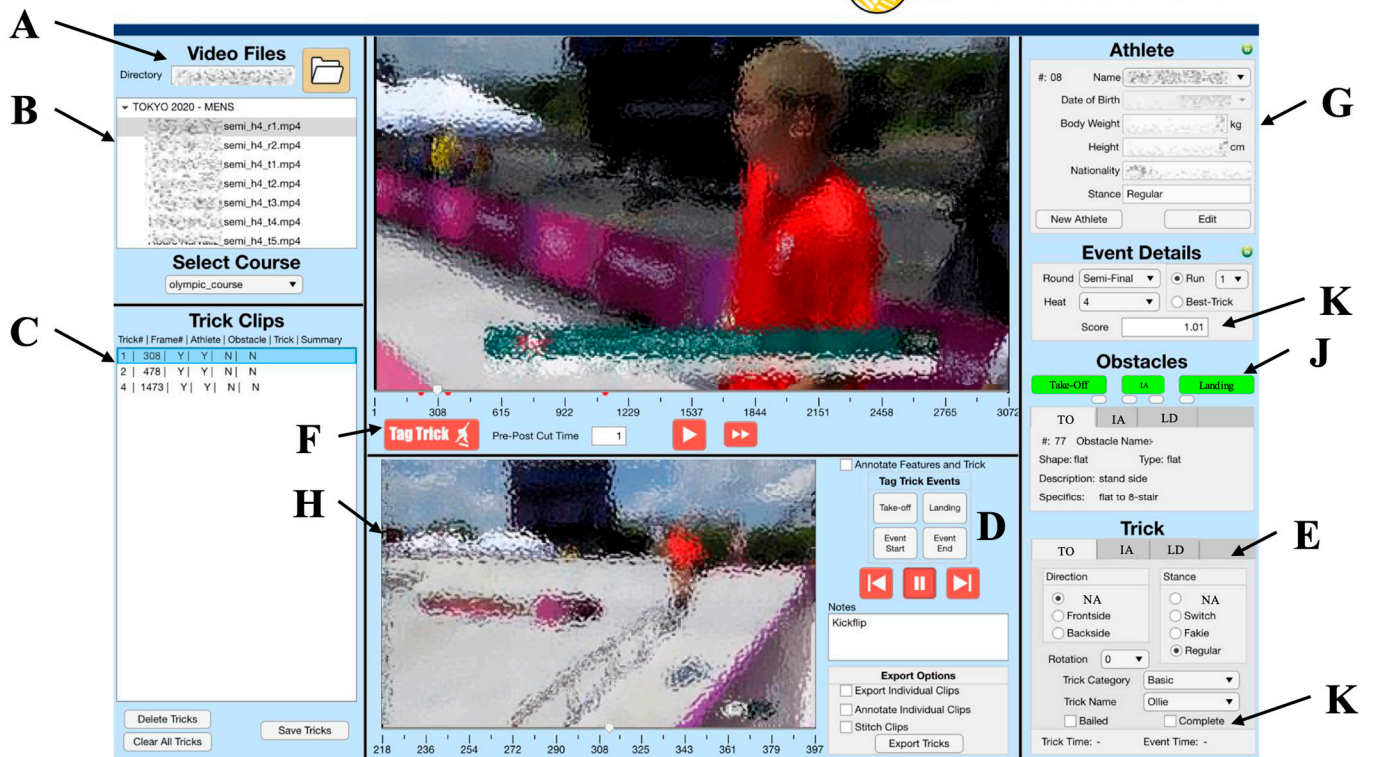 A
B
C
Video Files
Directory
TOKYO 2020 - MENS
semi_h4_r1.mp4
semi_h4_r2.mp4
semi_h4_t1.mp4
semi_h4_t2.mp4
semi_h4_t3.mp4
semi_h4_t4.mp4
semi_h4_t5.mp4
Select Course
olympic_course
Trick Clips
Trick# | Frame# | Athlete | Obstacle | Trick | Summary
1 | 308 | Y | Y | N | N
2 | 478 | Y | Y | N | N
4 | 1473 | Y | Y | N | N
Delete Tricks
Save Tricks
Clear All Tricks
1 308 615 922 1229 1537 1844 2151 2458 2765 3072
F
Tag Trick
Pre-Post Cut Time 1
H
218 236 254 272 290 308 325 343 361 379 397
Annotate Features and Trick
Tag Trick Events
Take-off Landing
D
Event Start
Event End
Notes
Kickflip
Export Options
Export Individual Clips
Annotate Individual Clips
Stitch Clips
Export Tricks
Athlete
#: 08 Name
Date of Birth
Body Weight kg
Height cm
Nationality
Stance Regular
New Athlete Edit
G
Event Details
Round Semi-Final Run 1
Heat 4 Best-Trick
Score 1.01
K
Obstacles
J
Take-Off IA Landing
TO IA LD
#: 77 Obstacle Name:-
Shape: flat Type: flat
Description: stand side
Specifics: flat to 8-stair
Trick
E
TO IA LD
Direction Stance
NA NA
Frontside Switch
Backside Fakie
Regular
Rotation 0
Trick Category Basic
Trick Name Ollie
Bailed Complete
K
Trick Time: - Event Time: -